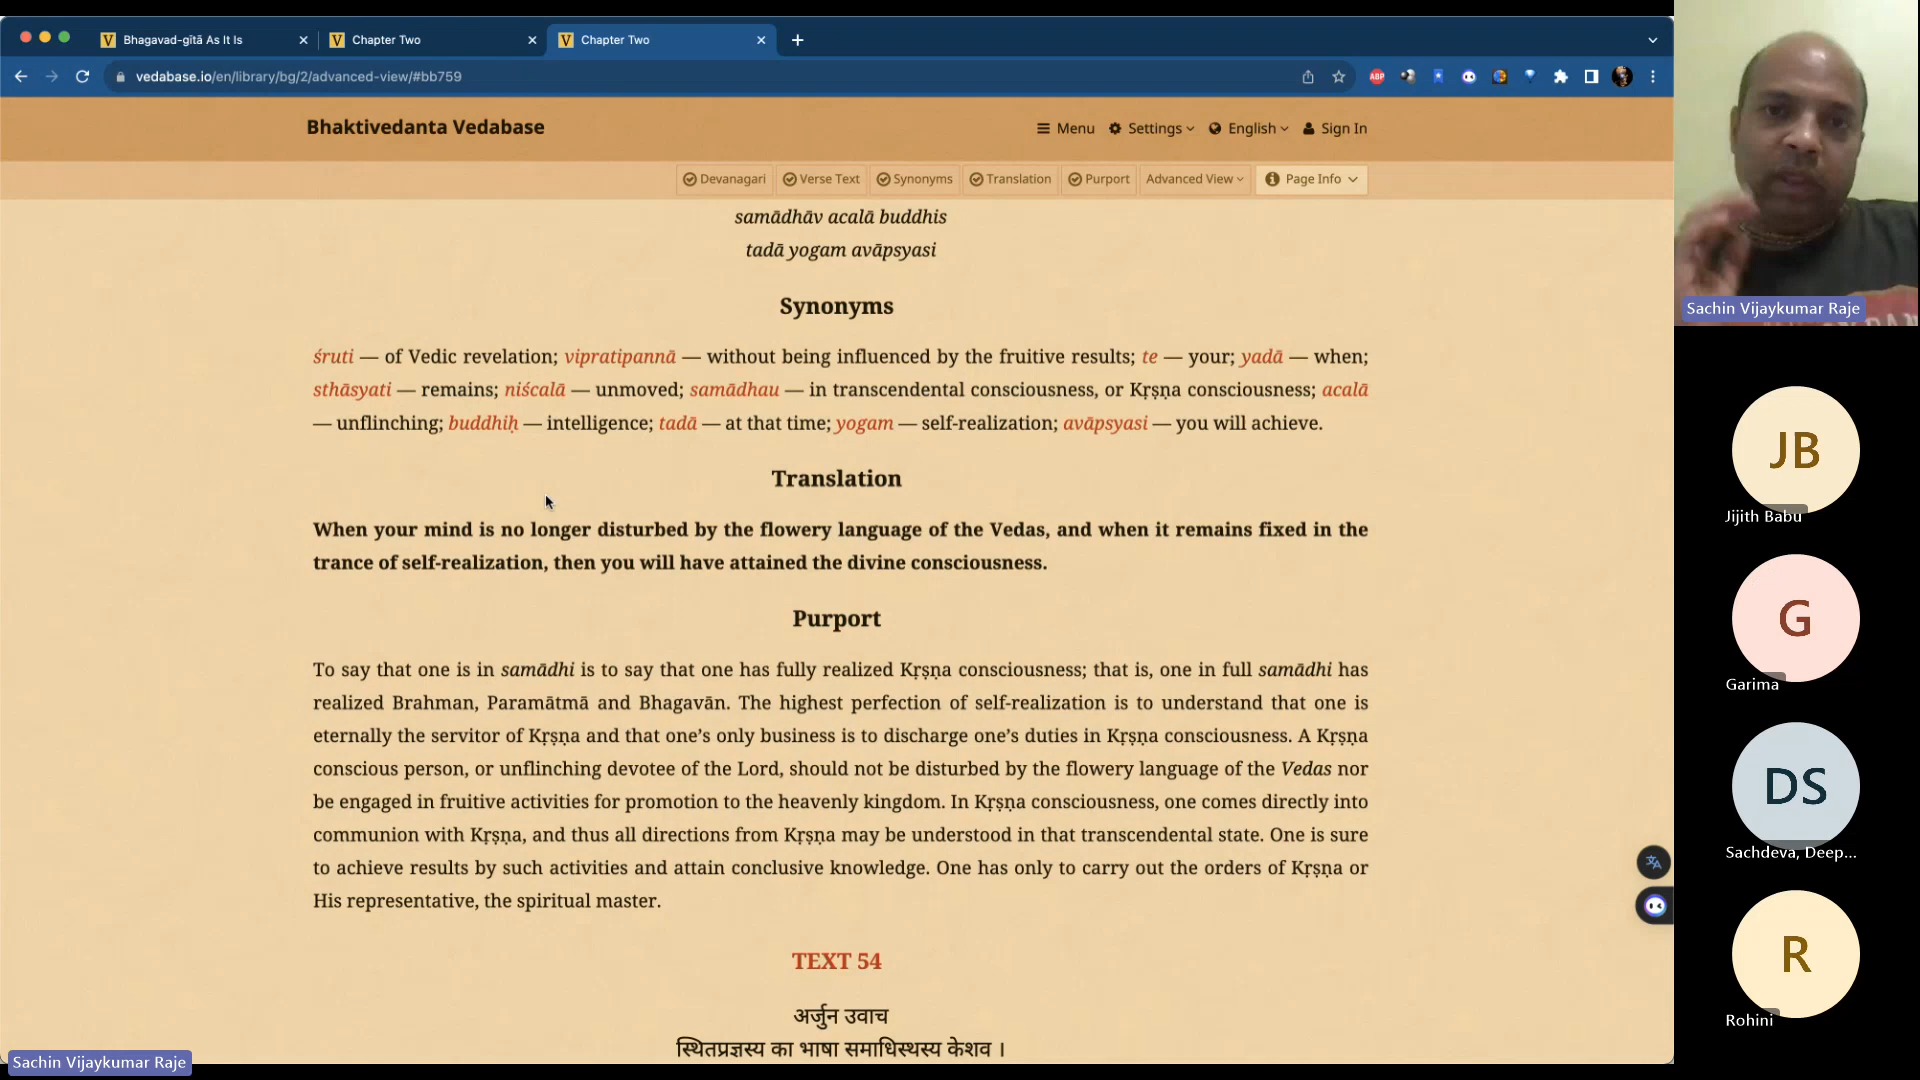 Bhagavad-gītā As It Is
Chapter Two
Chapter Two
vedabase.io/en/library/bg/2/advanced-view/#bb759
ABP
Bhaktivedanta Vedabase
Menu
Settings
English
Sign In
Devanagari
Verse Text
Synonyms
Translation
Purport
Advanced View
Page Info
samādhāv acalā buddhis
tadā yogam avāpsyasi
Synonyms
śruti — of Vedic revelation; vipratipannā — without being influenced by the fruitive results; te — your; yadā — when;
sthāsyati — remains; niścalā — unmoved; samādhau — in transcendental consciousness, or Kṛṣṇa consciousness; acalā
— unflinching; buddhiḥ — intelligence; tadā — at that time; yogam — self-realization; avāpsyasi — you will achieve.
Translation
When your mind is no longer disturbed by the flowery language of the Vedas, and when it remains fixed in the
trance of self-realization, then you will have attained the divine consciousness.
Purport
To say that one is in samādhi is to say that one has fully realized Kṛṣṇa consciousness; that is, one in full samādhi has
realized Brahman, Paramātmā and Bhagavān. The highest perfection of self-realization is to understand that one is
eternally the servitor of Kṛṣṇa and that one’s only business is to discharge one’s duties in Kṛṣṇa consciousness. A Kṛṣṇa
conscious person, or unflinching devotee of the Lord, should not be disturbed by the flowery language of the Vedas nor
be engaged in fruitive activities for promotion to the heavenly kingdom. In Kṛṣṇa consciousness, one comes directly into
communion with Kṛṣṇa, and thus all directions from Kṛṣṇa may be understood in that transcendental state. One is sure
to achieve results by such activities and attain conclusive knowledge. One has only to carry out the orders of Kṛṣṇa or
His representative, the spiritual master.
TEXT 54
अर्जुन उवाच
स्थितप्रज्ञस्य का भाषा समाधिस्थस्य केशव ।
Sachin Vijaykumar Raje
Sachin Vijaykumar Raje
JB
Jijith Babu
G
Garima
DS
Sachdeva, Deep...
R
Rohini